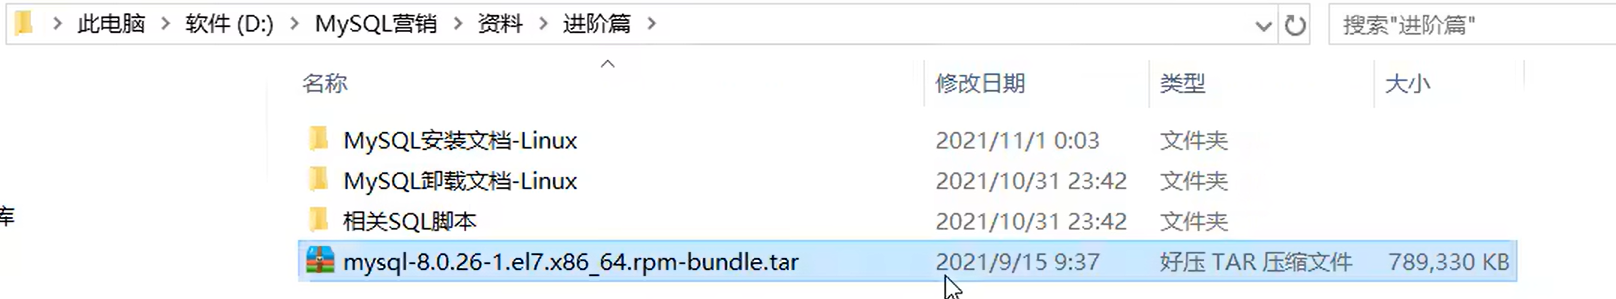 此电脑 软件 (D:) MySQL营销 资料 进阶篇 搜索"进阶篇"
名称 修改日期 类型 大小
MySQL安装文档-Linux 2021/11/1 0:03 文件夹
MySQL卸载文档-Linux 2021/10/31 23:42 文件夹
库
相关SQL脚本 2021/10/31 23:42 文件夹
mysql-8.0.26-1.el7.x86_64.rpm-bundle.tar 2021/9/15 9:37 好压 TAR 压缩文件 789,330 KB